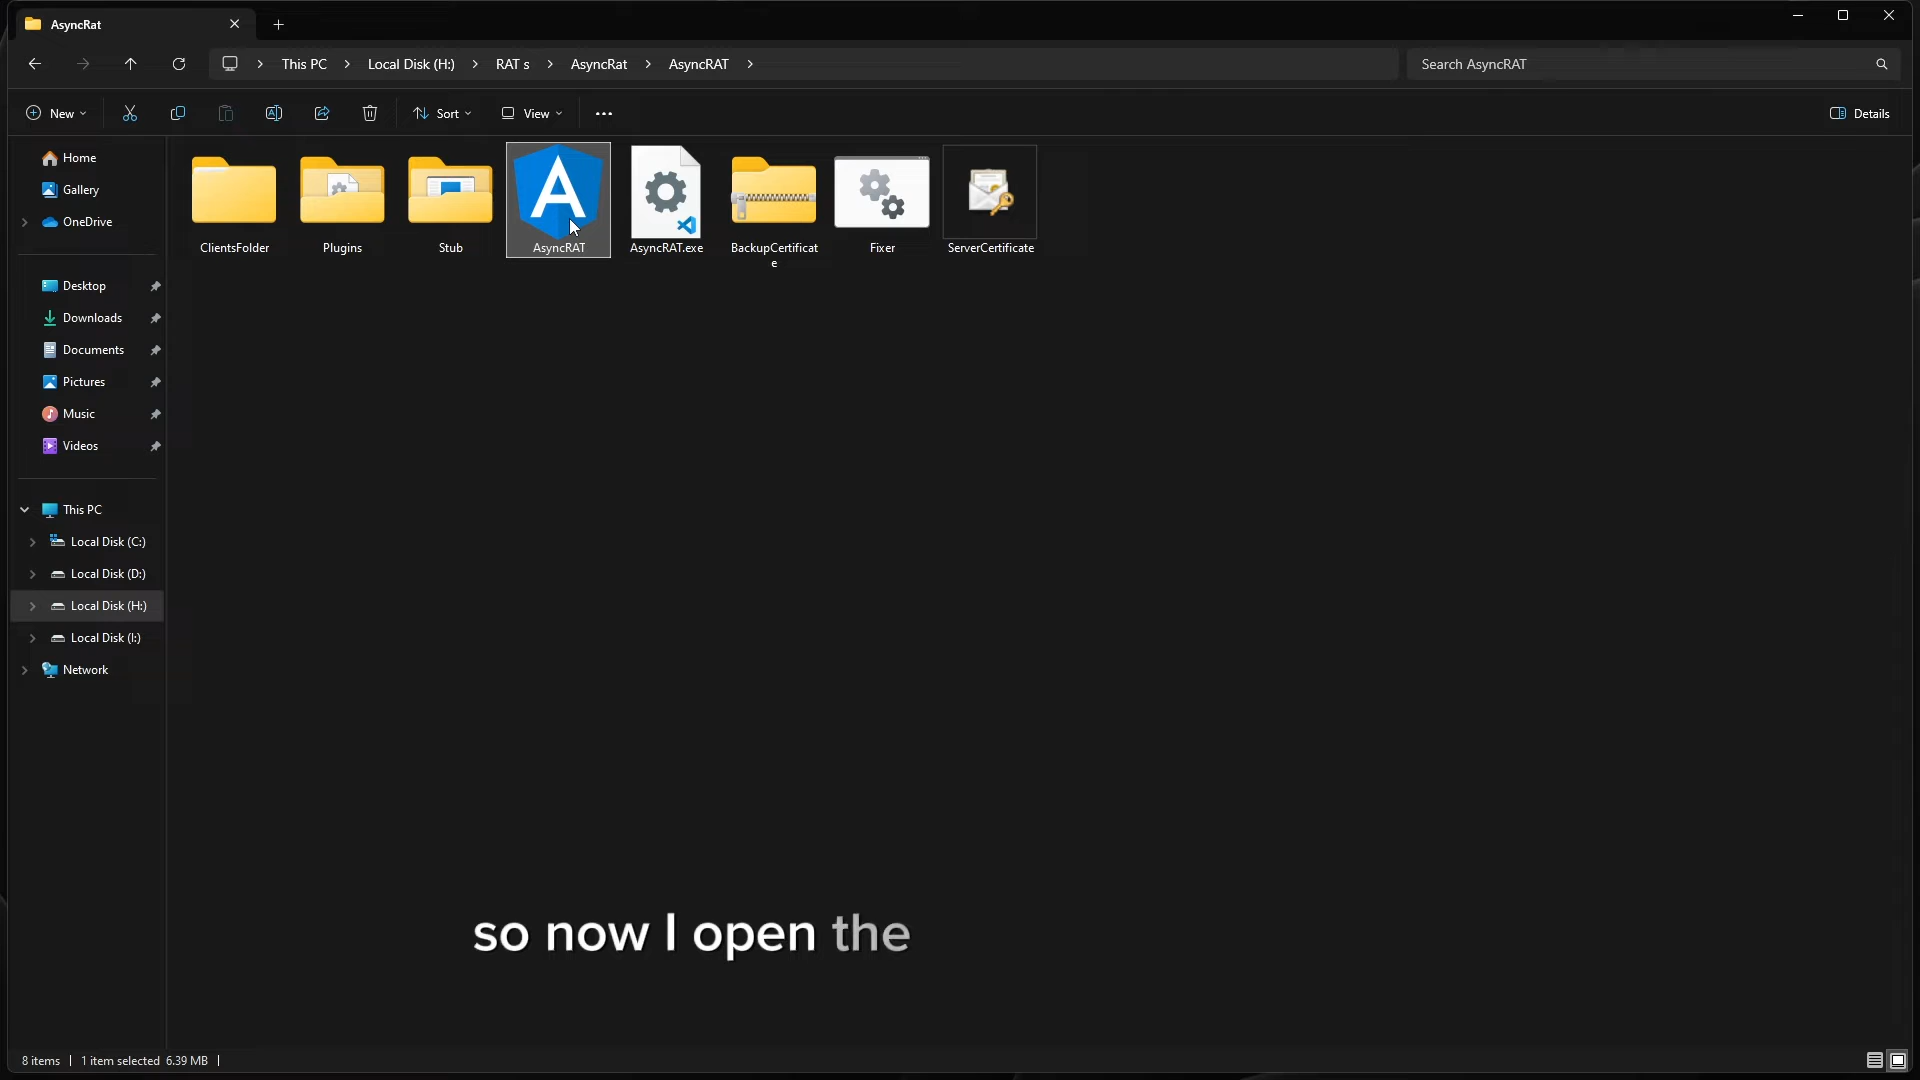 AsyncRat
This PC
Local Disk (H:)
RAT s
AsyncRat
AsyncRAT
Search AsyncRAT
New
Sort
View
Details
Home
Gallery
OneDrive
Desktop
Downloads
Documents
Pictures
Music
Videos
This PC
Local Disk (C:)
Local Disk (D:)
Local Disk (H:)
Local Disk (I:)
Network
ClientsFolder
Plugins
Stub
AsyncRAT
AsyncRAT.exe
BackupCertificat
e
Fixer
ServerCertificate
so now I open the
8 items
1 item selected 6.39 MB